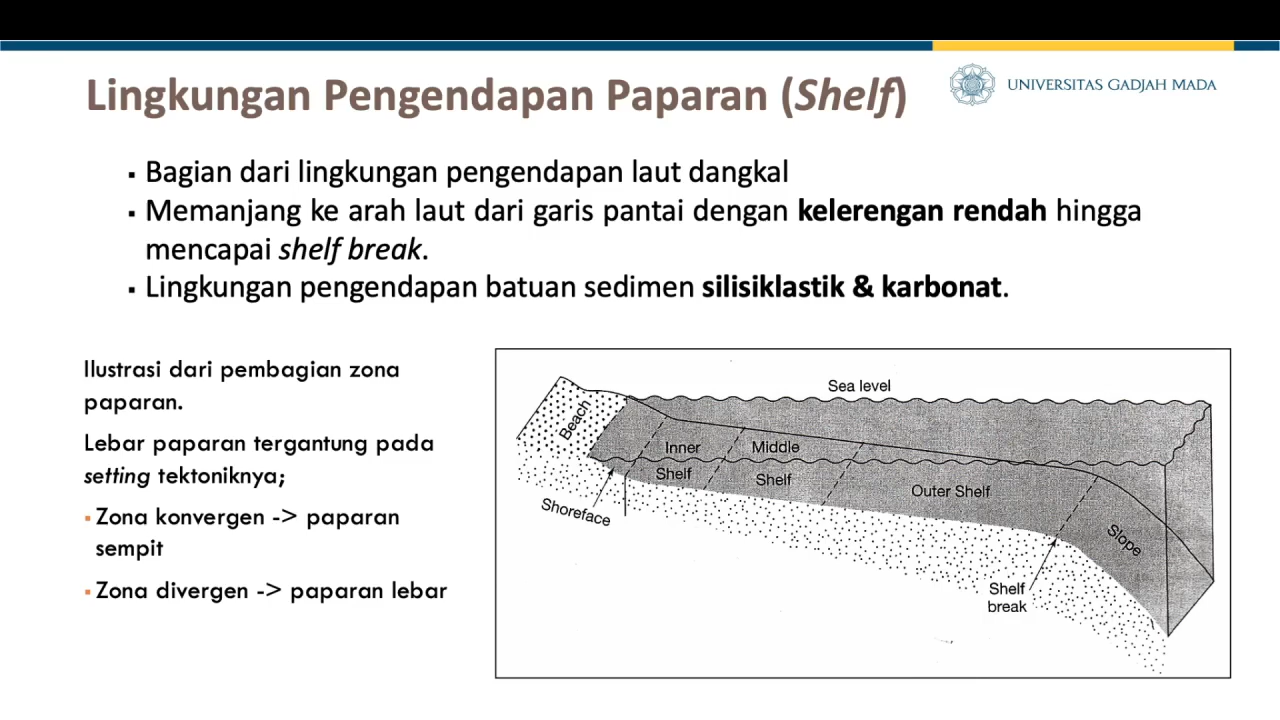 Lingkungan Pengendapan Paparan (Shelf)
UNIVERSITAS GADJAH MADA
▪ Bagian dari lingkungan pengendapan laut dangkal
▪ Memanjang ke arah laut dari garis pantai dengan kelerengan rendah hingga
mencapai shelf break.
▪ Lingkungan pengendapan batuan sedimen silisiklastik & karbonat.
Ilustrasi dari pembagian zona
paparan.
Lebar paparan tergantung pada
setting tektoniknya;
▪ Zona konvergen -> paparan
sempit
▪ Zona divergen -> paparan lebar
Sea level
Beach
Inner
Shelf
Middle
Shelf
Outer Shelf
Shoreface
Slope
Shelf
break